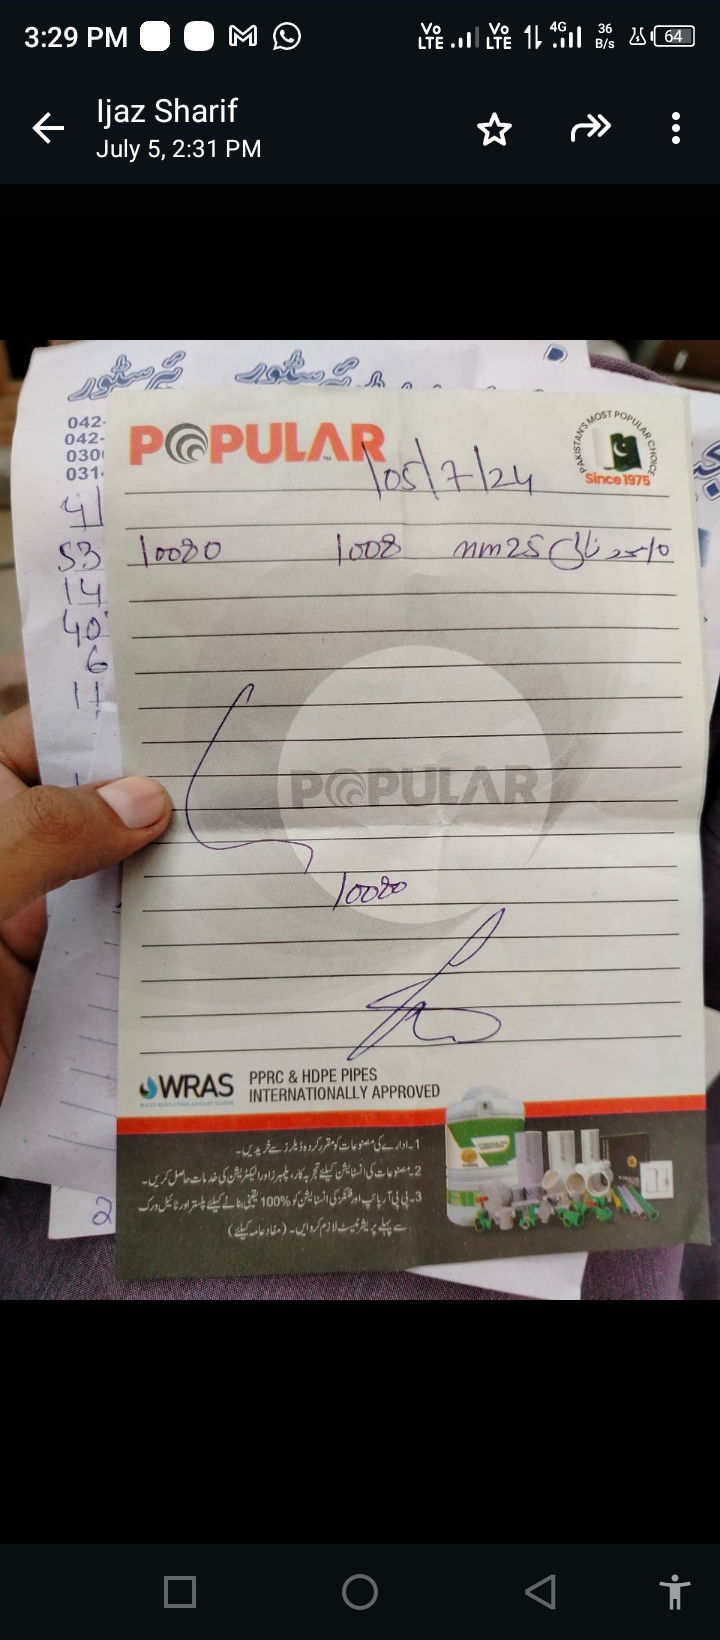 3:29 PM
Vo LTE Vo LTE 4G 36 B/s 64
Ijaz Sharif
July 5, 2:31 PM
سٹور سٹور
042-
042-
030
031
POPULAR™
PAKISTAN'S MOST POPULAR CHOICE
Since 1975
05/7/24
41
53
10080 1008 mm25 نالی 10 عدد
14
40
6
11
POPULAR
10080
WRAS PPRC & HDPE PIPES
INTERNATIONALLY APPROVED
1۔ادارے کی مصنوعات کو مقرر کردہ ڈیلرز سے خریدیں۔
2۔مصنوعات کی انسٹالیشن کیلئے تجربہ کار، پلمبرز اور الیکٹریشن کی خدمات حاصل کریں۔
3۔پی پی آر پائپ اور فٹنگز کی انسٹالیشن کو 100% یقینی بنانے کیلئے پلستر اور ٹائیل ورک
سے پہلے پریشر ٹیسٹ لازم کروائیں۔ (مفاد عامہ کیلئے)
2